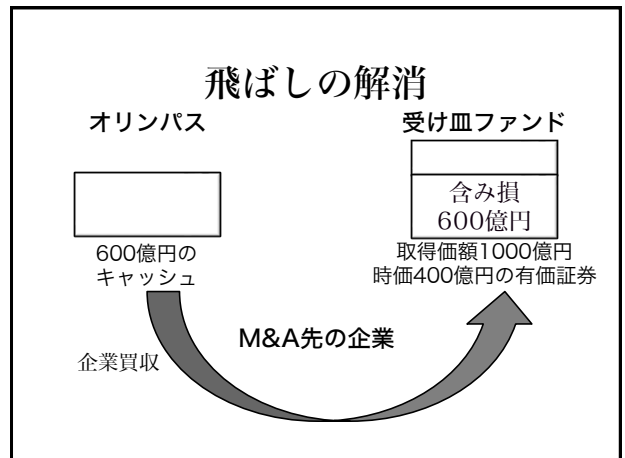 飛ばしの解消
オリンパス
受け皿ファンド
含み損
600億円
600億円の
キャッシュ
取得価額1000億円
時価400億円の有価証券
M&A先の企業
企業買収